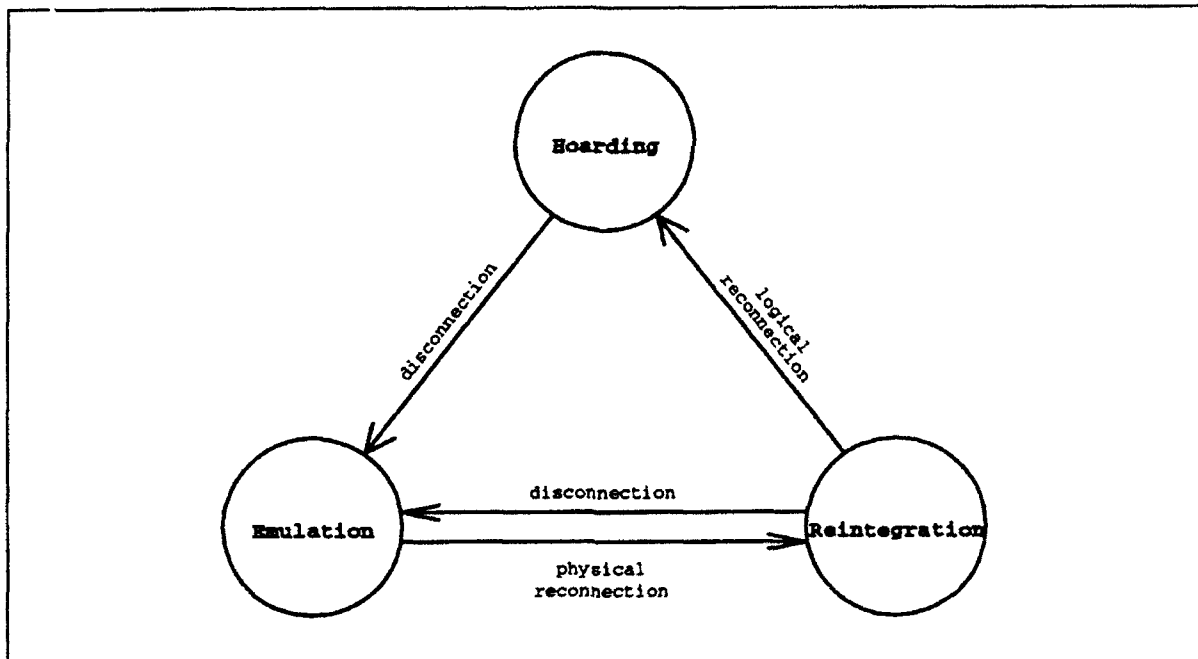 Hoarding
disconnection
logical
reconnection
disconnection
Emulation
Reintegration
physical
reconnection